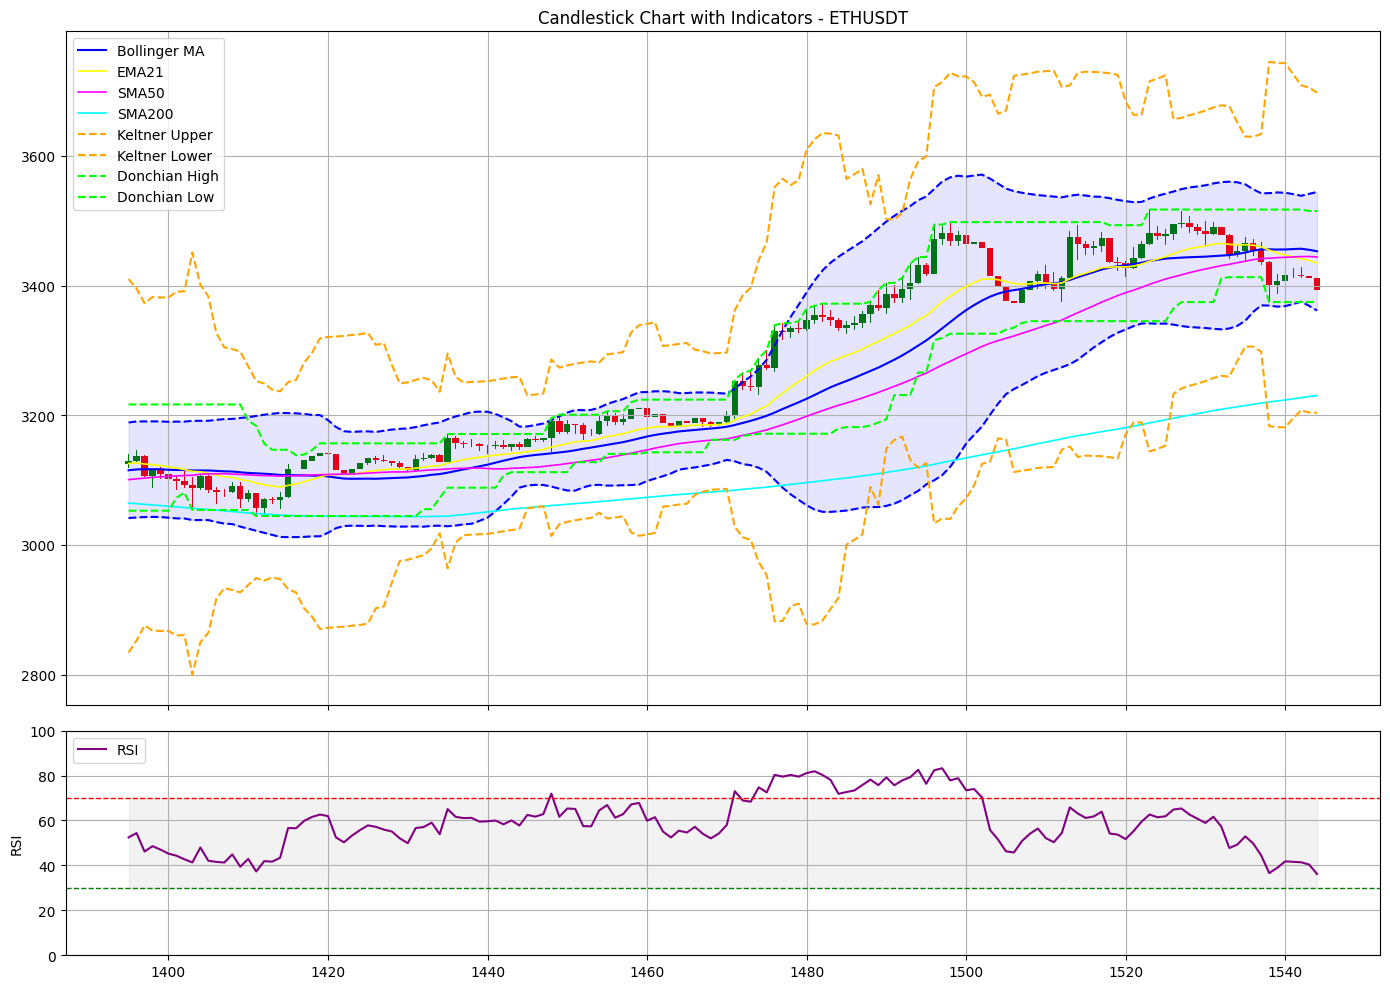 Candlestick Chart with Indicators - ETHUSDT
Bollinger MA
EMA21
SMA50
SMA200
Keltner Upper
Keltner Lower
Donchian High
Donchian Low
3600
3400
3200
3000
2800
RSI
100
80
60
40
20
0
RSI
1400 1420 1440 1460 1480 1500 1520 1540